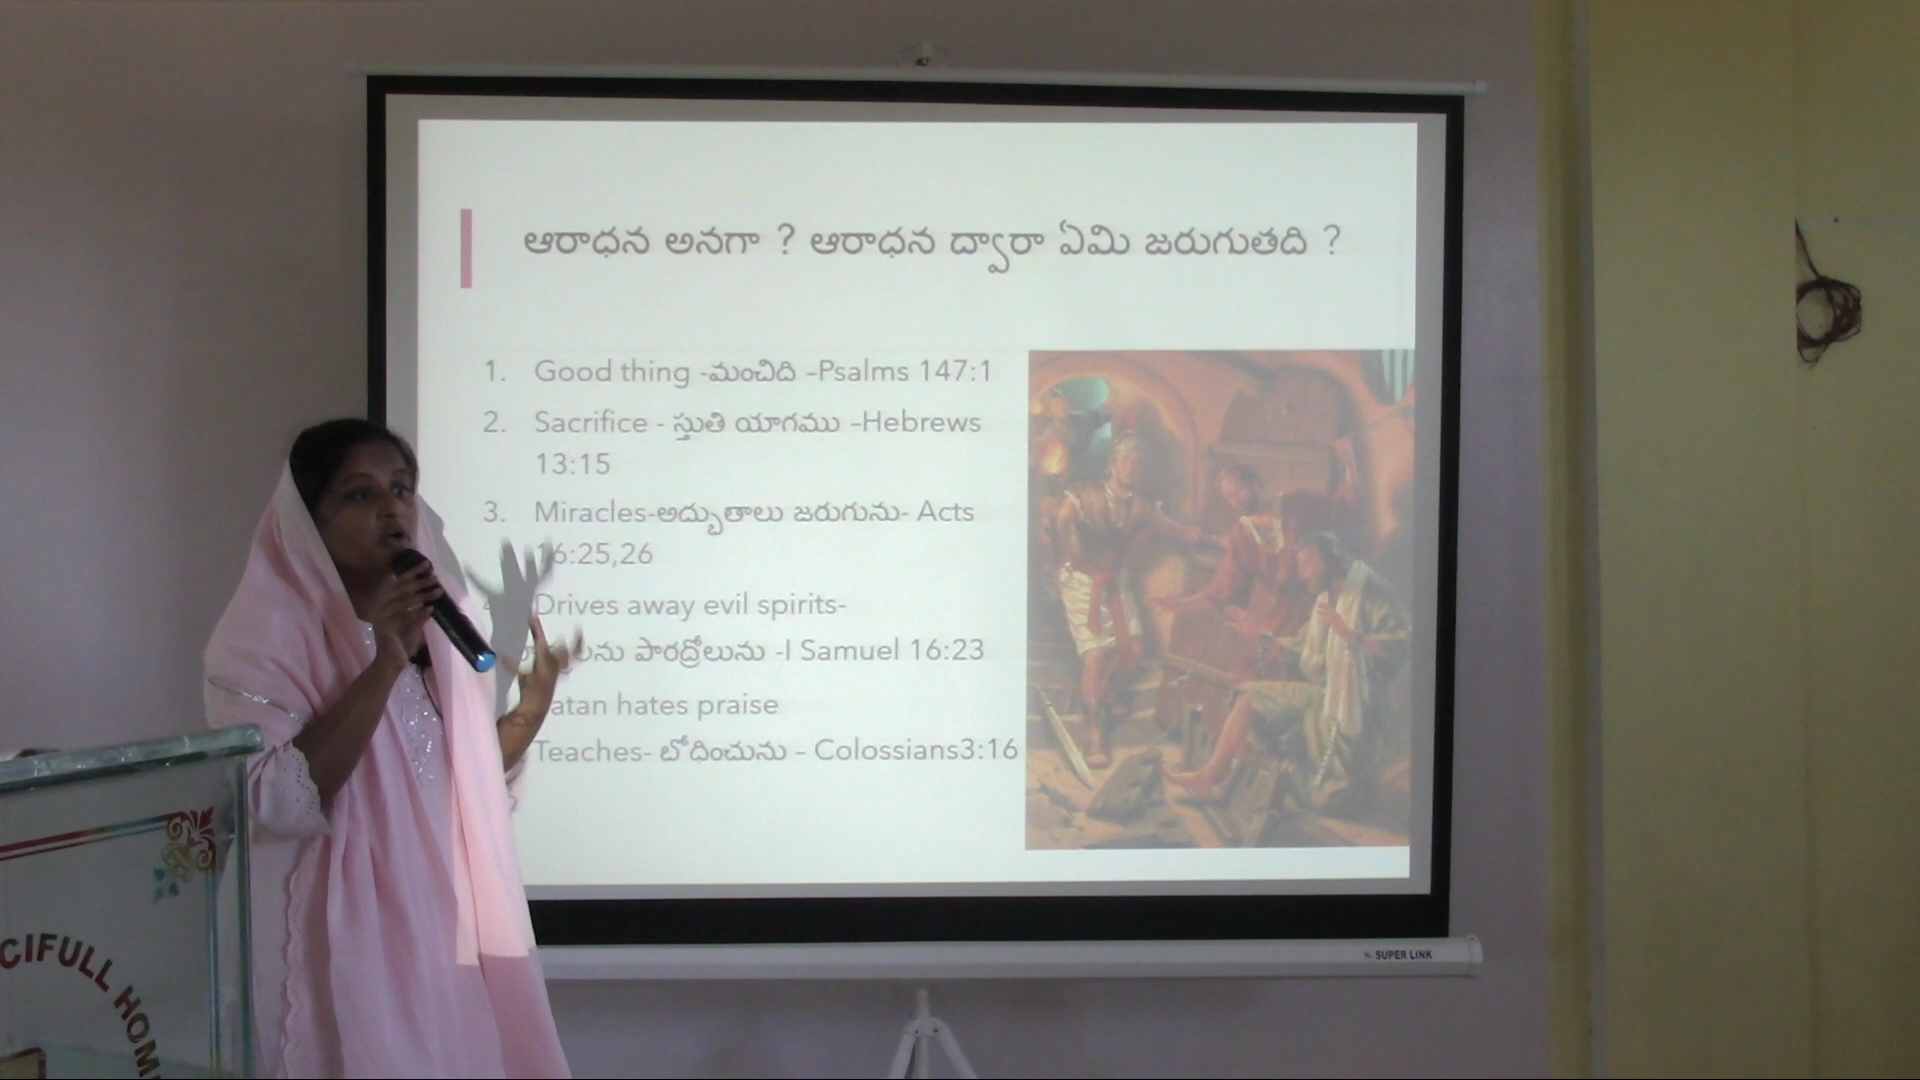 ఆరాధన అనగా ? ఆరాధన ద్వారా ఏమి జరుగుతది ?
1. Good thing -మంచిది –Psalms 147:1
2. Sacrifice - స్తుతి యాగము –Hebrews
13:15
3. Miracles-అద్భుతాలు జరుగును- Acts
16:25,26
Drives away evil spirits-
పారద్రోలును -I Samuel 16:23
atan hates praise
Teaches- బోధించును – Colossians3:16
SUPER LINK
CIFULL HOM